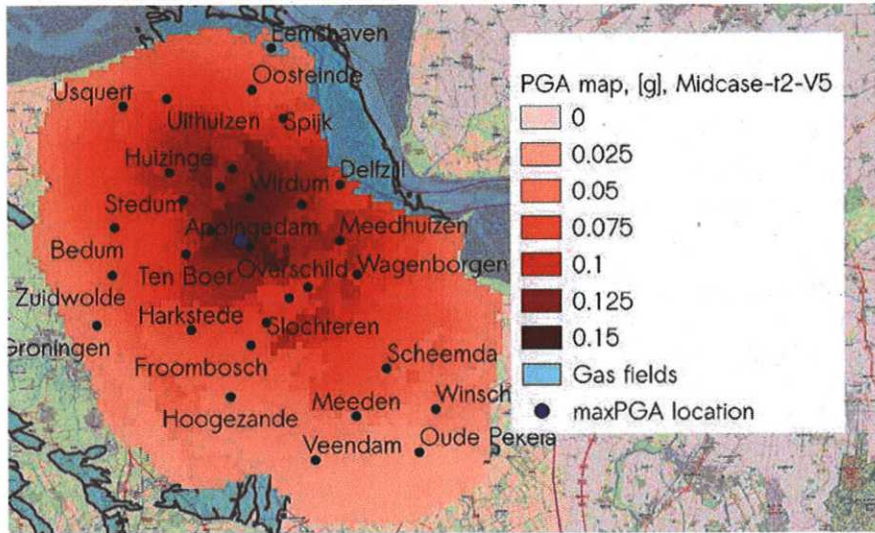 Eemshaven
Oosteinde
Usquert
Uithuizen
Spijk
Huizinge
Wirdum
Delfzijl
Stedum
Appingedam
Meedhuizen
Bedum
Ten Boer
Overschild
Wagenborgen
Zuidwolde
Harkstede
Slochteren
Groningen
Froombosch
Scheemda
Hoogezande
Meeden
Winsch
Veendam
Oude Pekela
PGA map, [g], Midcase-t2-V5
0
0.025
0.05
0.075
0.1
0.125
0.15
Gas fields
maxPGA location